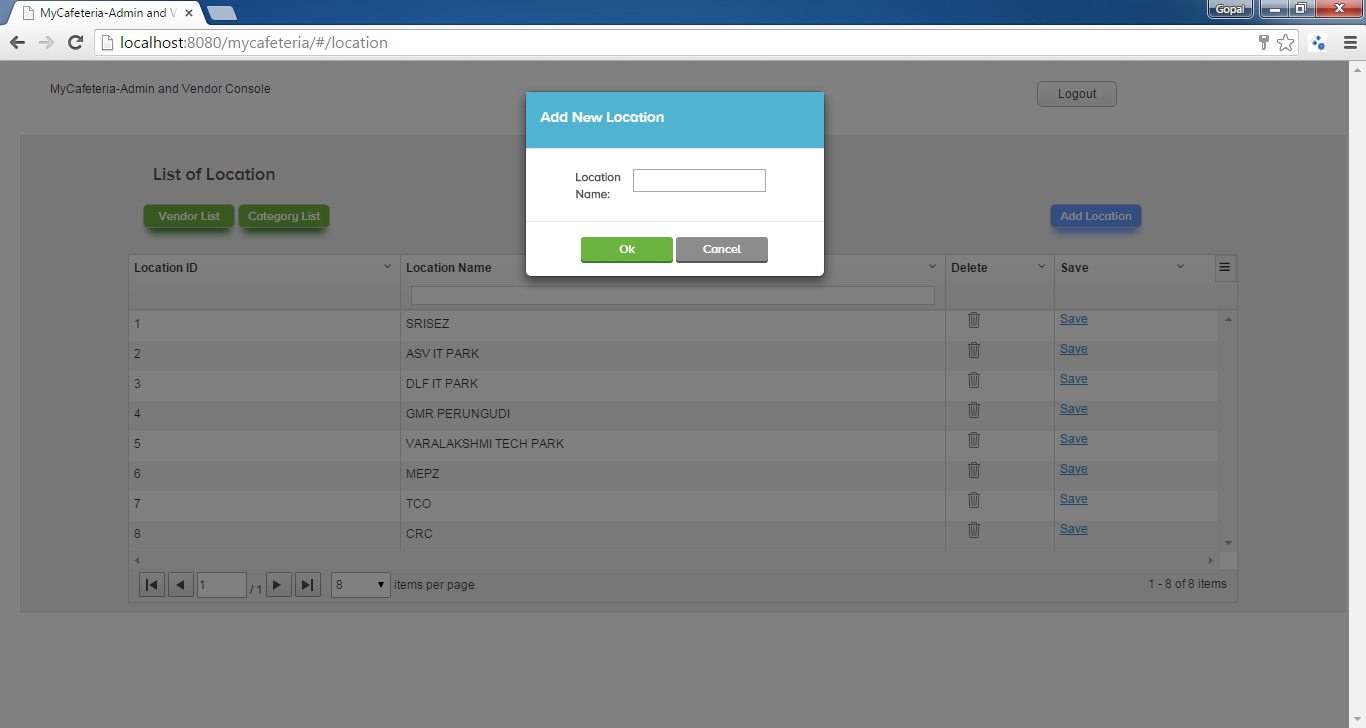 MyCafeteria-Admin and V
Gopal
localhost:8080/mycafeteria/#/location
MyCafeteria-Admin and Vendor Console
Logout
Add New Location
Location
Name:
Ok Cancel
List of Location
Vendor List Category List Add Location
Location ID Location Name Delete Save
1 SRISEZ Save
2 ASV IT PARK Save
3 DLF IT PARK Save
4 GMR PERUNGUDI Save
5 VARALAKSHMI TECH PARK Save
6 MEPZ Save
7 TCO Save
8 CRC Save
1 / 1 8 items per page 1 - 8 of 8 items